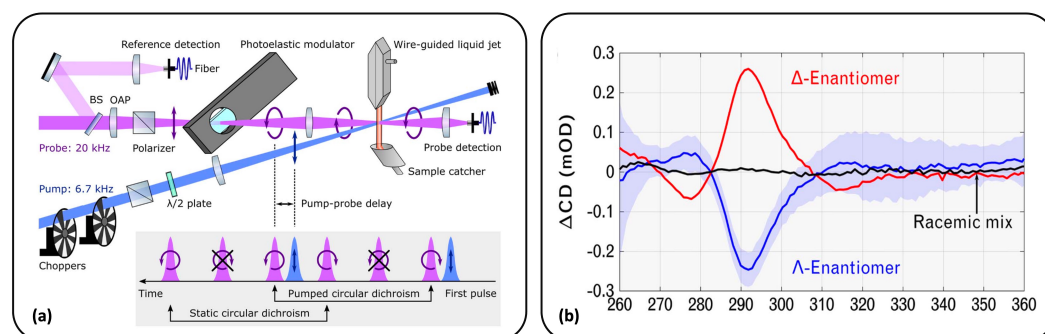 Reference detection
Photoelastic modulator
Wire-guided liquid jet
Fiber
BS OAP
Probe: 20 kHz
Polarizer
Probe detection
Sample catcher
Pump: 6.7 kHz
λ/2 plate
Pump-probe delay
Choppers
Time
Pumped circular dichroism
First pulse
Static circular dichroism
(a)
0.3
0.2
0.1
0
-0.1
-0.2
-0.3
ΔCD (mOD)
Δ-Enantiomer
Racemic mix
Λ-Enantiomer
260 270 280 290 300 310 320 330 340 350 360
(b)